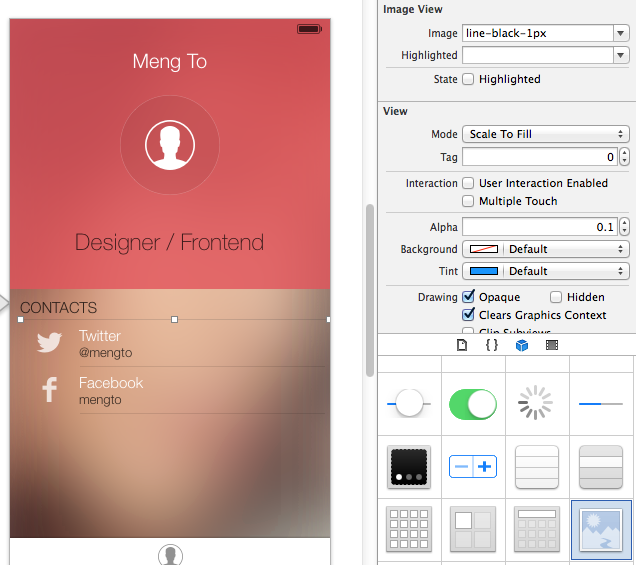 Meng To
Designer / Frontend
CONTACTS
Twitter
@mengto
Facebook
mengto
Image View
Image line-black-1px
Highlighted
State Highlighted
View
Mode Scale To Fill
Tag 0
Interaction User Interaction Enabled
Multiple Touch
Alpha 0.1
Background Default
Tint Default
Drawing Opaque Hidden
Clears Graphics Context
Clip Subviews
{ }